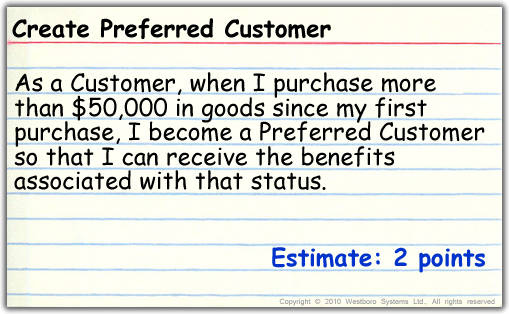 Create Preferred Customer
As a Customer, when I purchase more
than $50,000 in goods since my first
purchase, I become a Preferred Customer
so that I can receive the benefits
associated with that status.
Estimate: 2 points
Copyright © 2010 Westboro Systems Ltd., All rights reserved